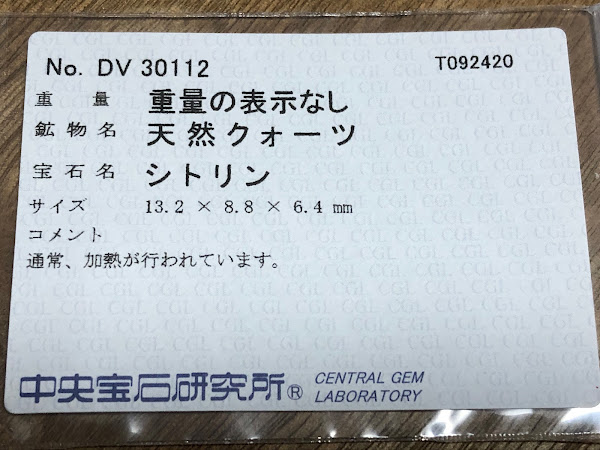 No. DV 30112 T092420
重量 重量の表示なし
鉱物名 天然クォーツ
宝石名 シトリン
サイズ 13.2 × 8.8 × 6.4 mm
コメント
通常、加熱が行われています。
中央宝石研究所® CENTRAL GEM
LABORATORY